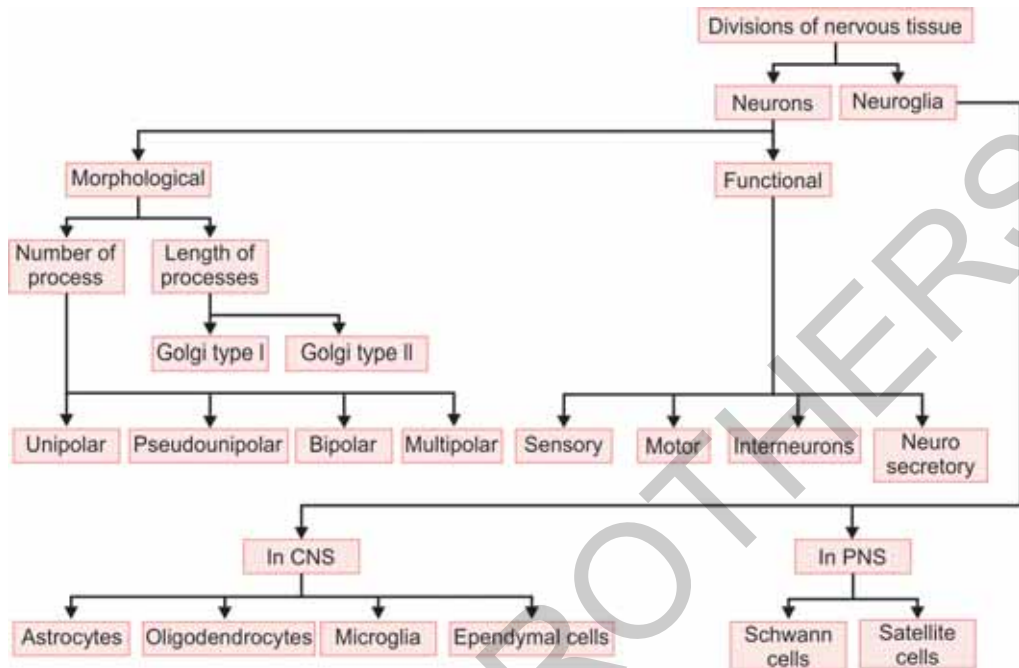 Divisions of nervous tissue
Neurons
Neuroglia
Morphological
Functional
Number of
process
Length of
processes
Golgi type I
Golgi type II
Unipolar
Pseudounipolar
Bipolar
Multipolar
Sensory
Motor
Interneurons
Neuro
secretory
In CNS
In PNS
Astrocytes
Oligodendrocytes
Microglia
Ependymal cells
Schwann
cells
Satellite
cells
ROTHERS